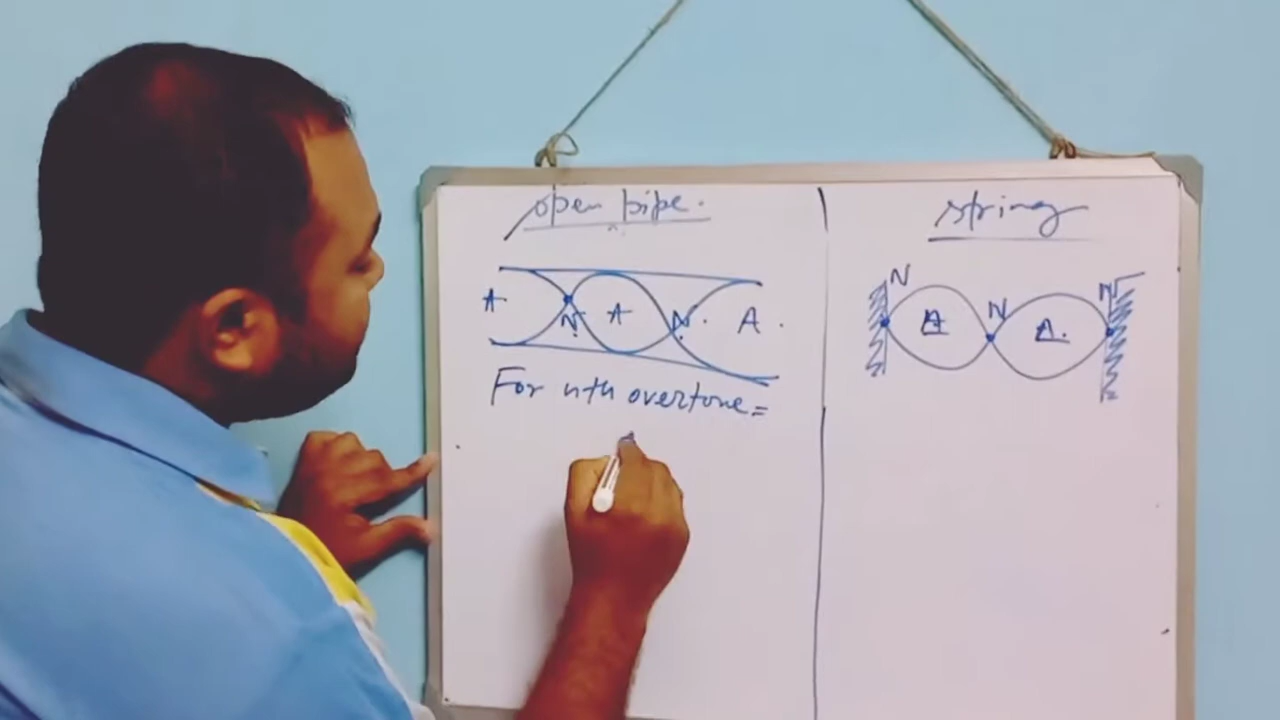 open pipe.
A N A N. A.
For nth overtone=
string
N A N A. N